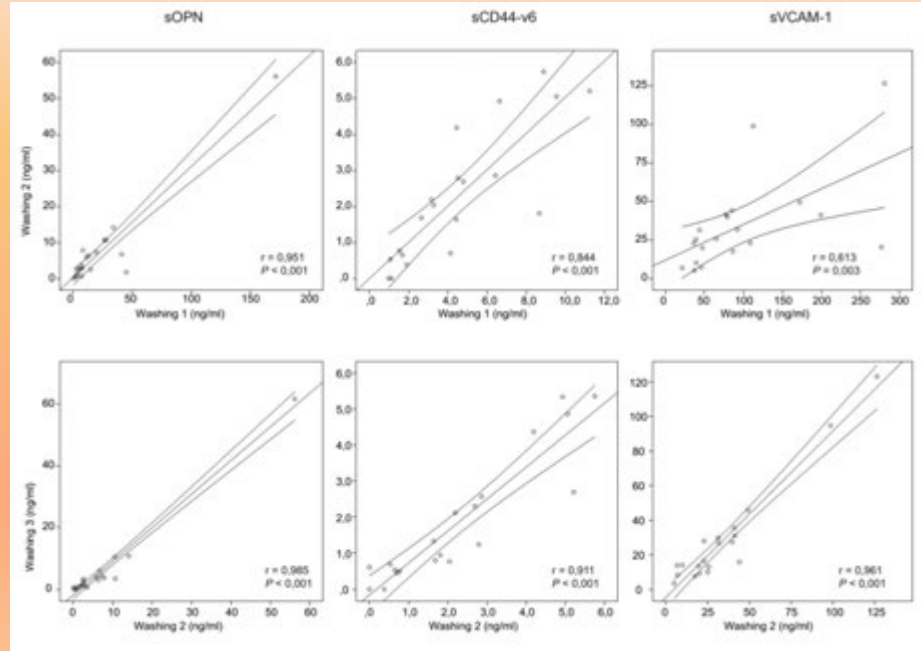 sOPN
sCD44-v6
sVCAM-1
Washing 2 (ng/ml)
60
50
40
30
20
10
0
r = 0,951
P < 0,001
0 50 100 150 200
Washing 1 (ng/ml)
6,0
5,0
4,0
3,0
2,0
1,0
,0
r = 0,844
P < 0,001
,0 2,0 4,0 6,0 8,0 10,0 12,0
Washing 1 (ng/ml)
125
100
75
50
25
0
r = 0,613
P = 0,003
0 50 100 150 200 250 300
Washing 1 (ng/ml)
Washing 3 (ng/ml)
60
40
20
0
r = 0,985
P < 0,001
0 10 20 30 40 50 60
Washing 2 (ng/ml)
6,0
5,0
4,0
3,0
2,0
1,0
,0
r = 0,911
P < 0,001
,0 1,0 2,0 3,0 4,0 5,0 6,0
Washing 2 (ng/ml)
120
100
80
60
40
20
0
r = 0,961
P < 0,001
0 25 50 75 100 125
Washing 2 (ng/ml)